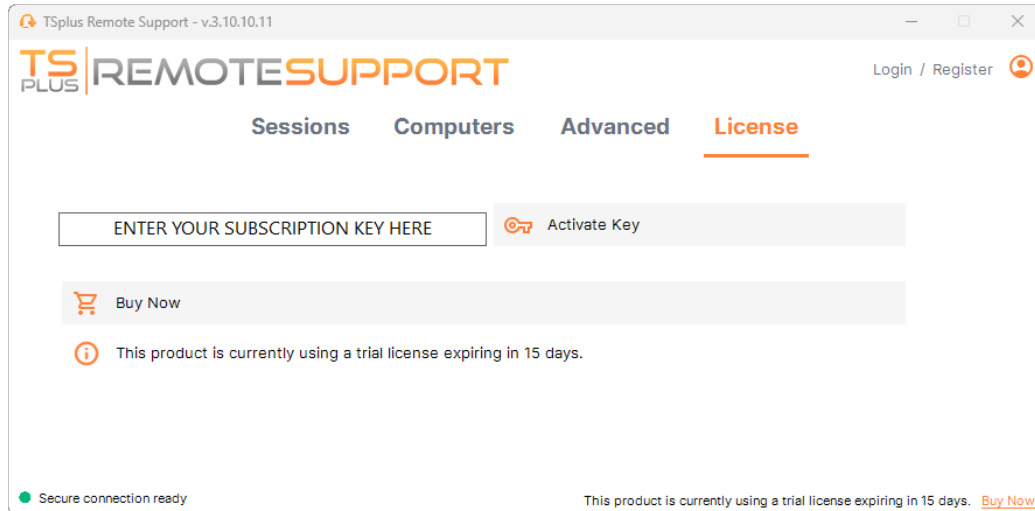 TSplus Remote Support - v.3.10.10.11
TS PLUS REMOTESUPPORT
Login / Register
Sessions Computers Advanced License
ENTER YOUR SUBSCRIPTION KEY HERE
Activate Key
Buy Now
This product is currently using a trial license expiring in 15 days.
Secure connection ready
This product is currently using a trial license expiring in 15 days. Buy Now